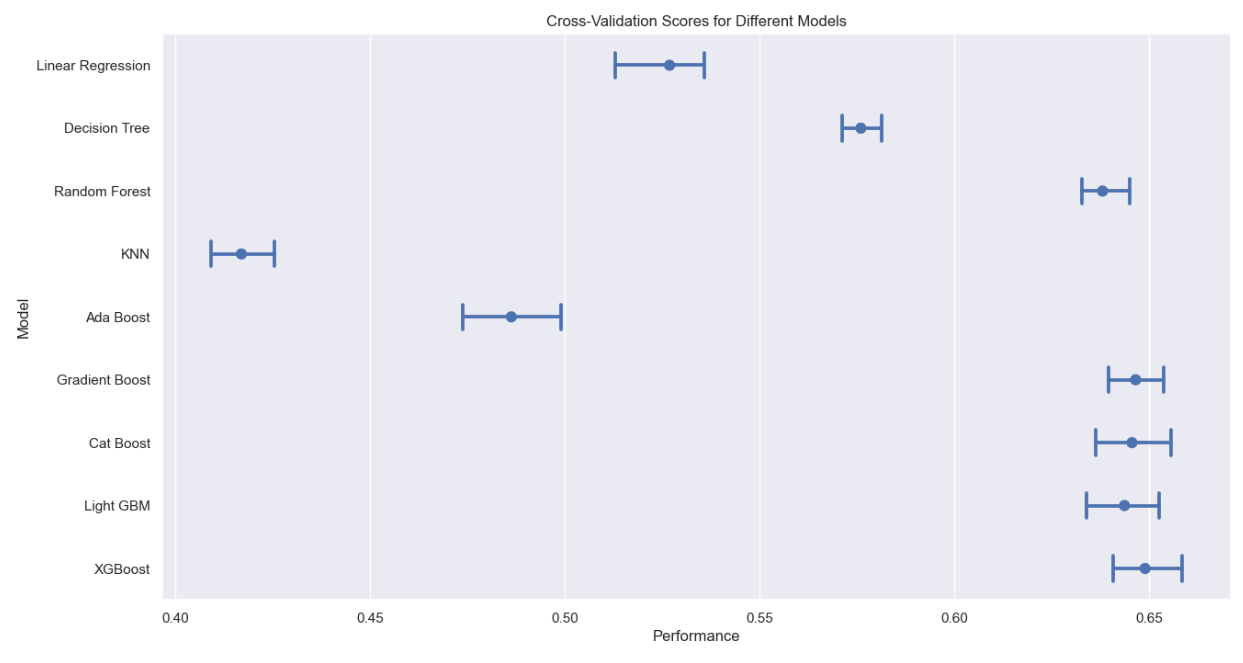 Cross-Validation Scores for Different Models
Linear Regression
Decision Tree
Random Forest
KNN
Ada Boost
Gradient Boost
Cat Boost
Light GBM
XGBoost
Model
0.40 0.45 0.50 0.55 0.60 0.65
Performance